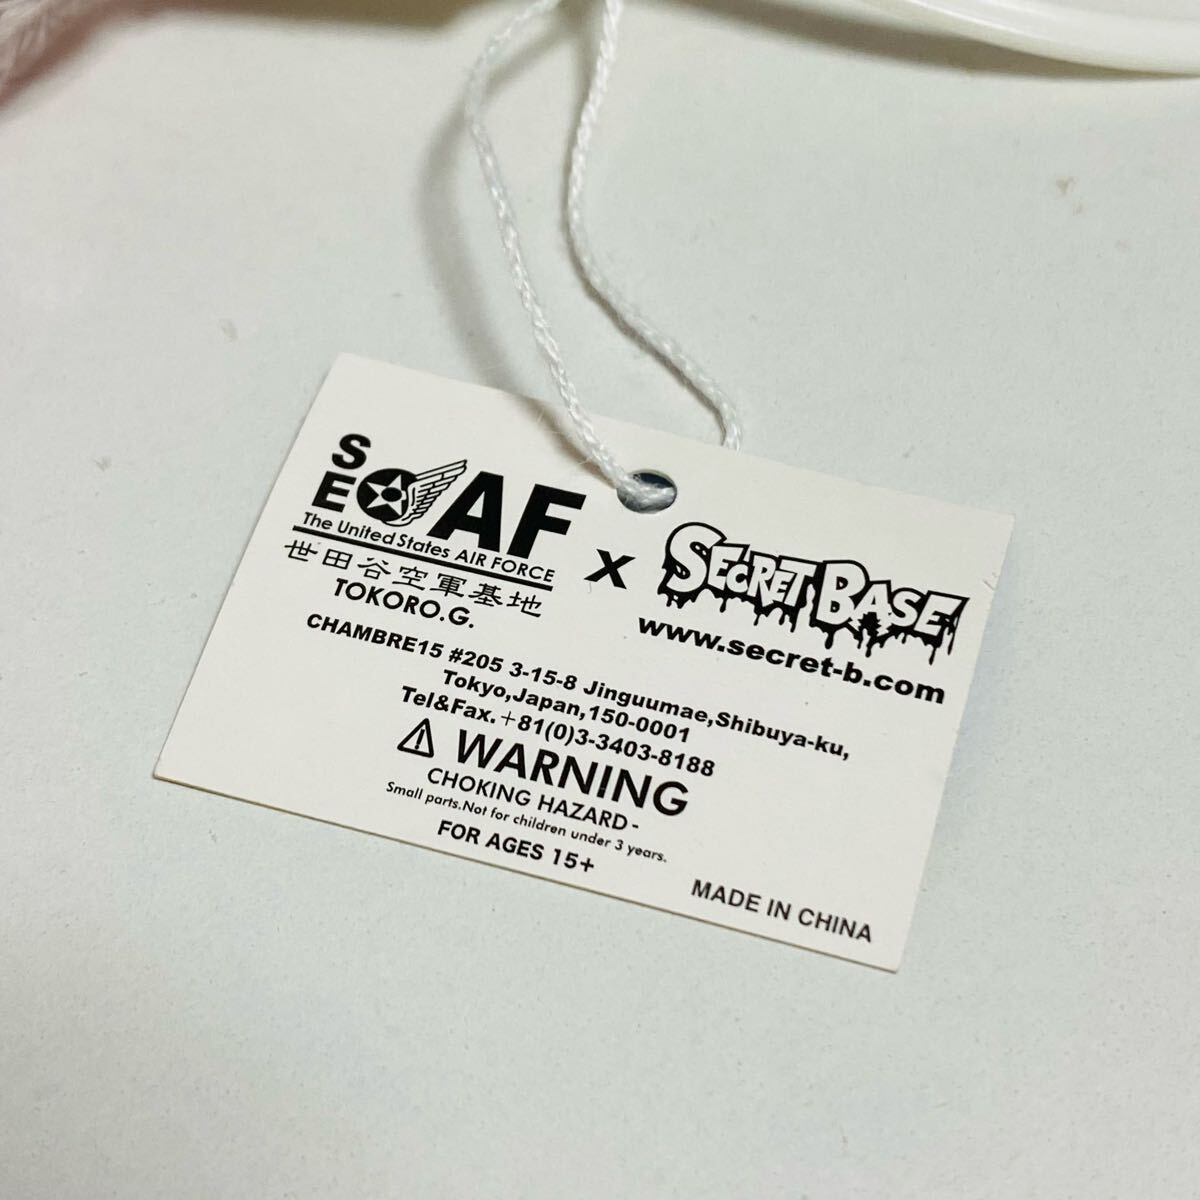 SE AF
The United States AIR FORCE
世田谷空軍基地
TOKORO.G.
x
SECRET BASE
www.secret-b.com
CHAMBRE15 #205 3-15-8 Jinguumae,Shibuya-ku,
Tokyo,Japan,150-0001
Tel&Fax.+81(0)3-3403-8188
⚠ WARNING
CHOKING HAZARD-
Small parts.Not for children under 3 years.
FOR AGES 15+
MADE IN CHINA